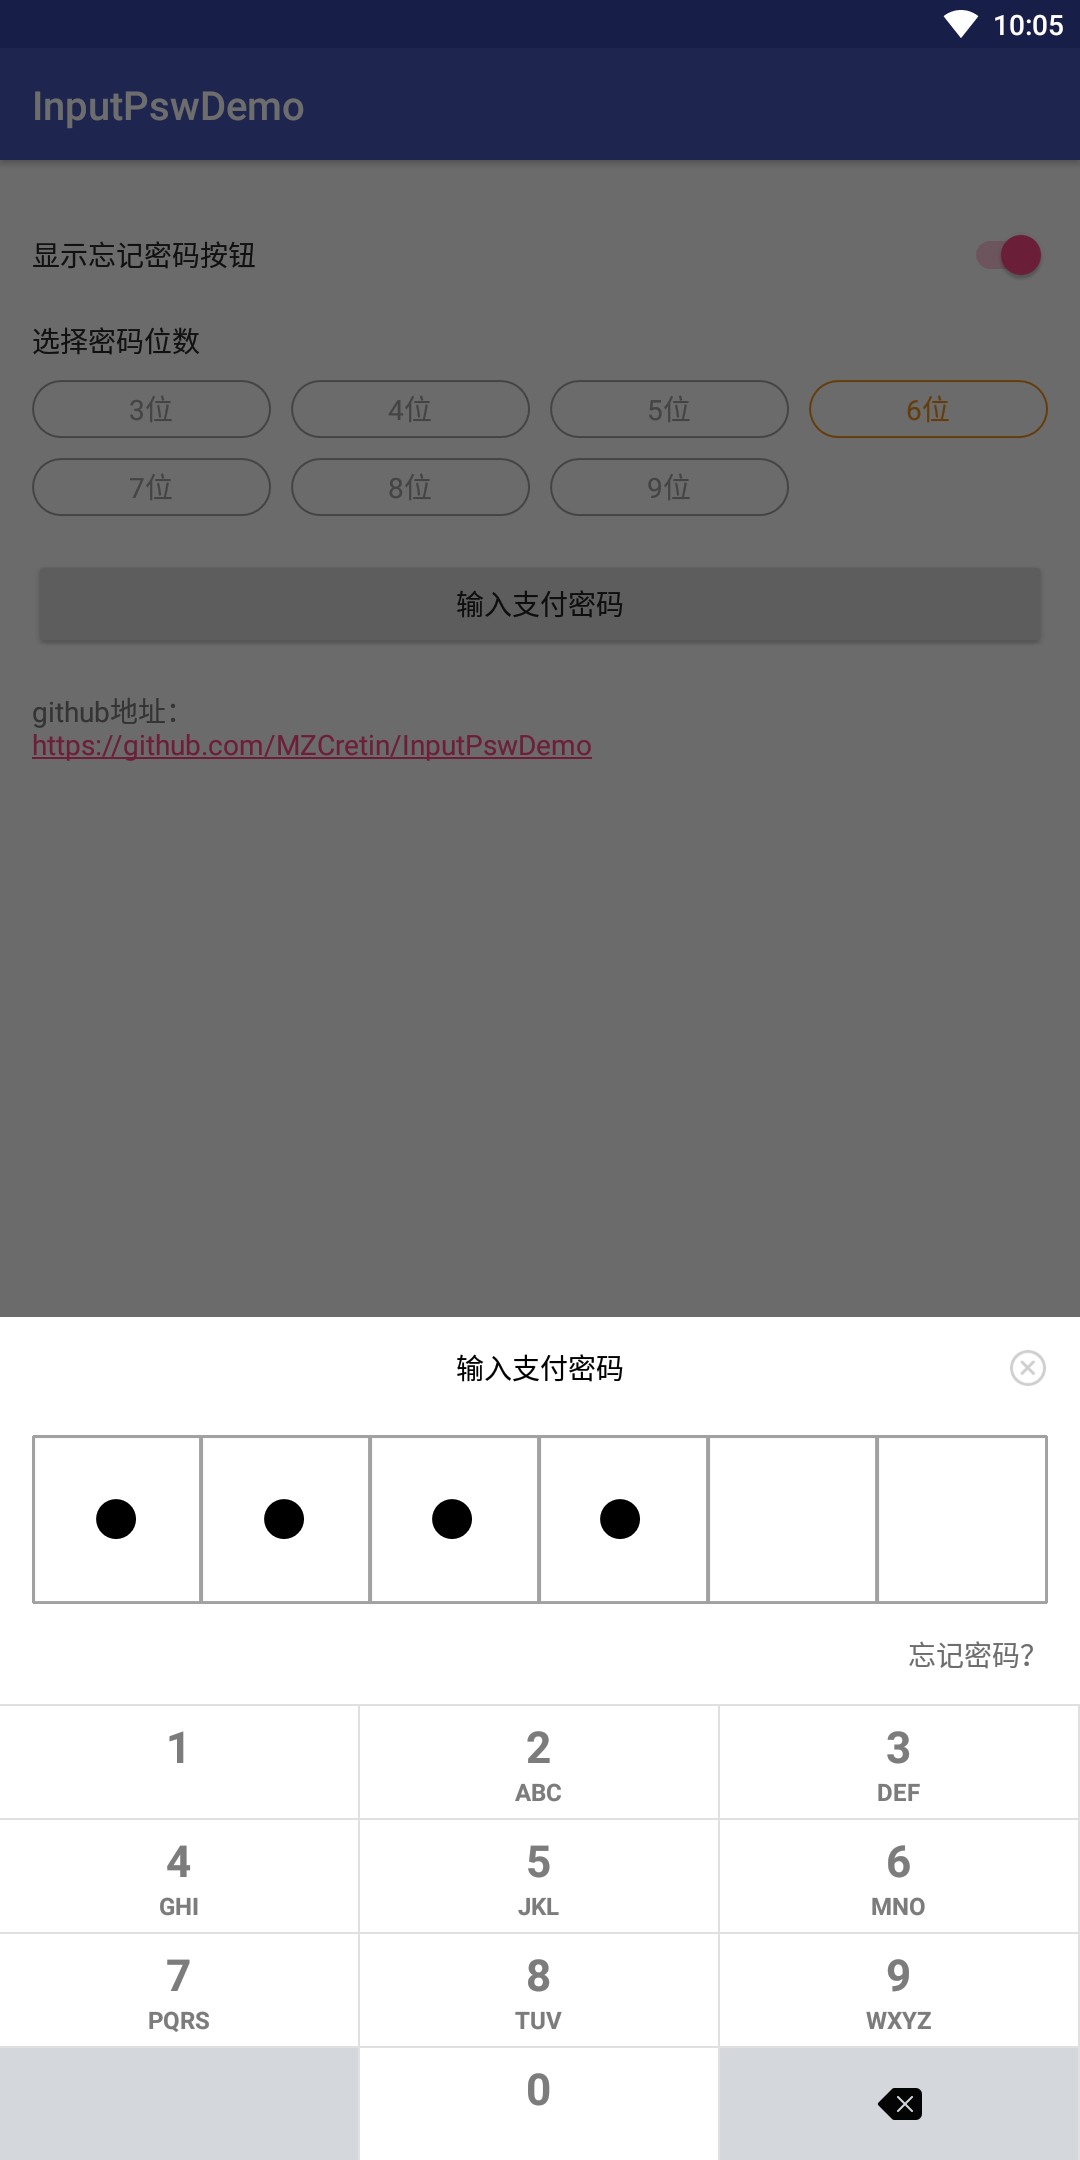 10:05
InputPswDemo
显示忘记密码按钮
选择密码位数
3位 4位 5位 6位
7位 8位 9位
输入支付密码
github地址：
https://github.com/MZCretin/InputPswDemo
输入支付密码
忘记密码？
1 2 3
ABC DEF
4 5 6
GHI JKL MNO
7 8 9
PQRS TUV WXYZ
0